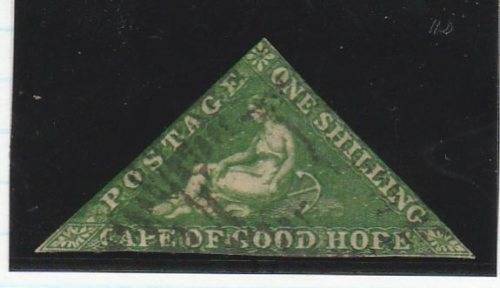 POSTAGE
ONE SHILLING
CAPE OF GOOD HOPE